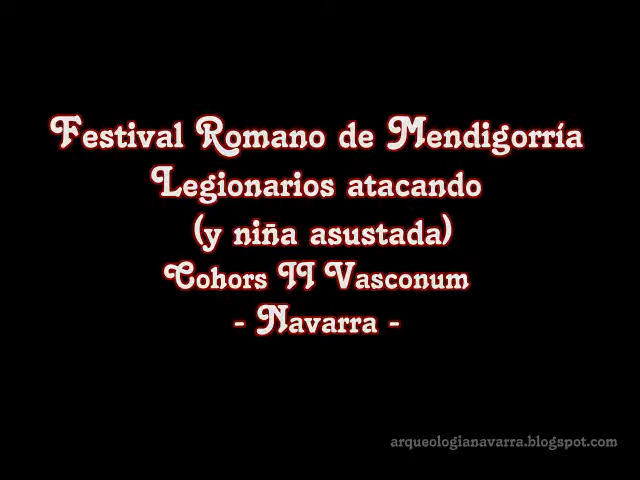 Festival Romano de Mendigorría
Legionarios atacando
(y niña asustada)
Cohors II Vasconum
- Navarra -
arqueologianavarra.blogspot.com